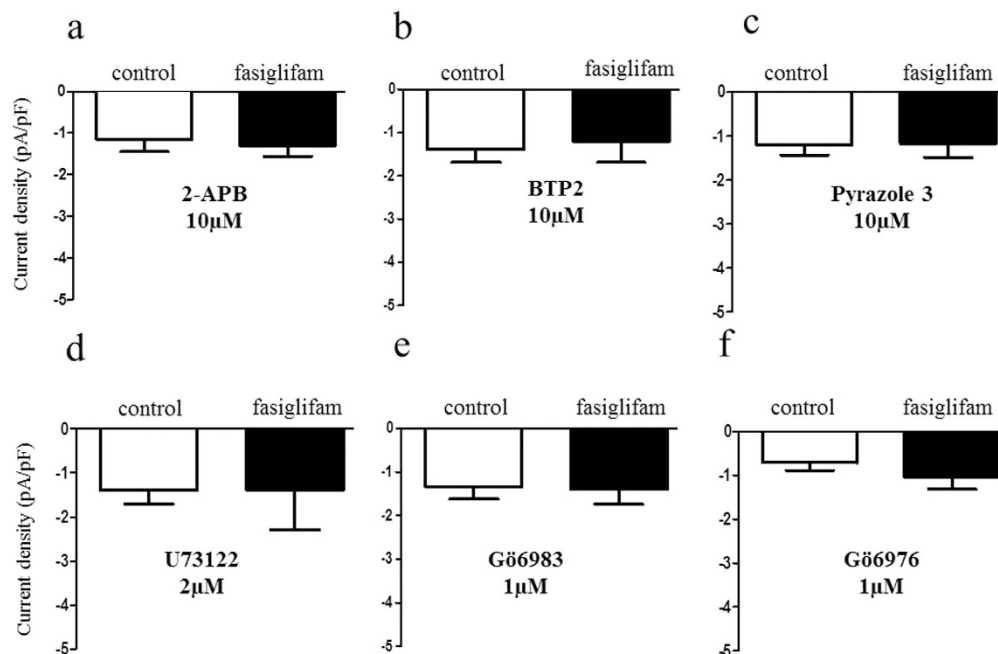 a
control fasiglifam
0
-1
-2
-3
-4
-5
Current density (pA/pF)
2-APB
10μM
b
control fasiglifam
0
-1
-2
-3
-4
-5
BTP2
10μM
c
control fasiglifam
0
-1
-2
-3
-4
-5
Pyrazole 3
10μM
d
control fasiglifam
0
-1
-2
-3
-4
-5
Current density (pA/pF)
U73122
2μM
e
control fasiglifam
0
-1
-2
-3
-4
-5
Gö6983
1μM
f
control fasiglifam
0
-1
-2
-3
-4
-5
Gö6976
1μM